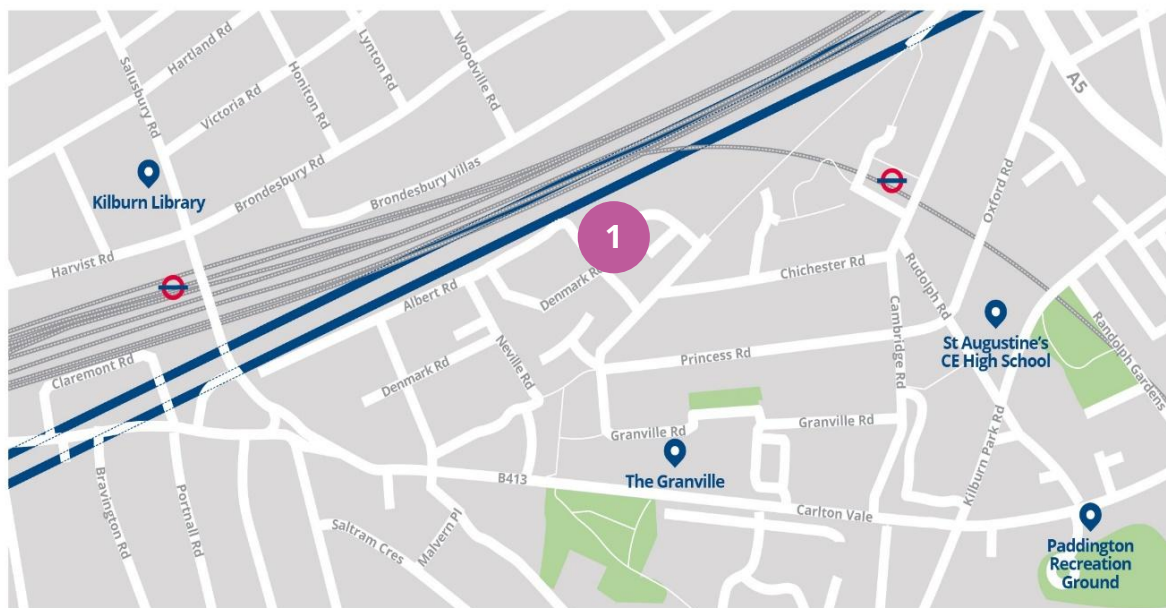 Hartland Rd
Salusbury Rd
Victoria Rd
Honiton Rd
Lynton Rd
Woodville Rd
A5
Kilburn Library
Brondesbury Rd
Brondesbury Villas
Oxford Rd
Harvist Rd
1
Denmark Rd
Chichester Rd
Rudolph Rd
Albert Rd
Cambridge Rd
St Augustine's
CE High School
Randolph Gardens
Claremont Rd
Neville Rd
Princess Rd
Denmark Rd
Granville Rd
Granville Rd
Kilburn Park Rd
The Granville
B413
Carlton Vale
Bravington Rd
Portnall Rd
Saltram Cres
Malvern Pl
Paddington
Recreation
Ground